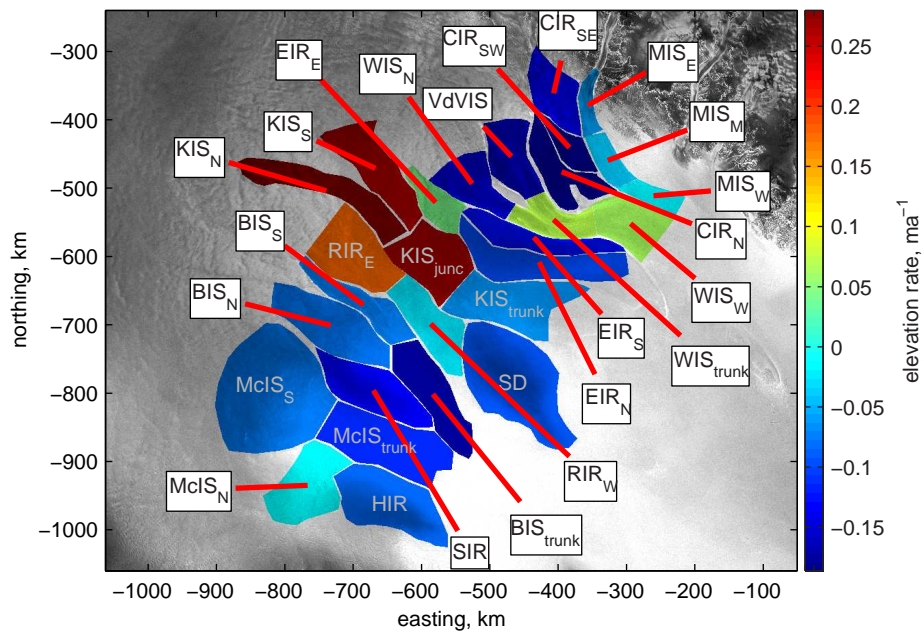 −300
−400
−500
−600
−700
−800
−900
−1000
northing, km
CIR_SE
CIR_SW
EIR_E
WIS_N
MIS_E
VdVIS
KIS_S
MIS_M
KIS_N
MIS_W
BIS_S
CIR_N
RIR_E
KIS_junc
BIS_N
WIS_W
KIS_trunk
EIR_S
WIS_trunk
McIS_S
SD
EIR_N
McIS_trunk
RIR_W
McIS_N
HIR
BIS_trunk
SIR
−1000 −900 −800 −700 −600 −500 −400 −300 −200 −100
easting, km
0.25
0.2
0.15
0.1
0.05
0
−0.05
−0.1
−0.15
elevation rate, ma⁻¹